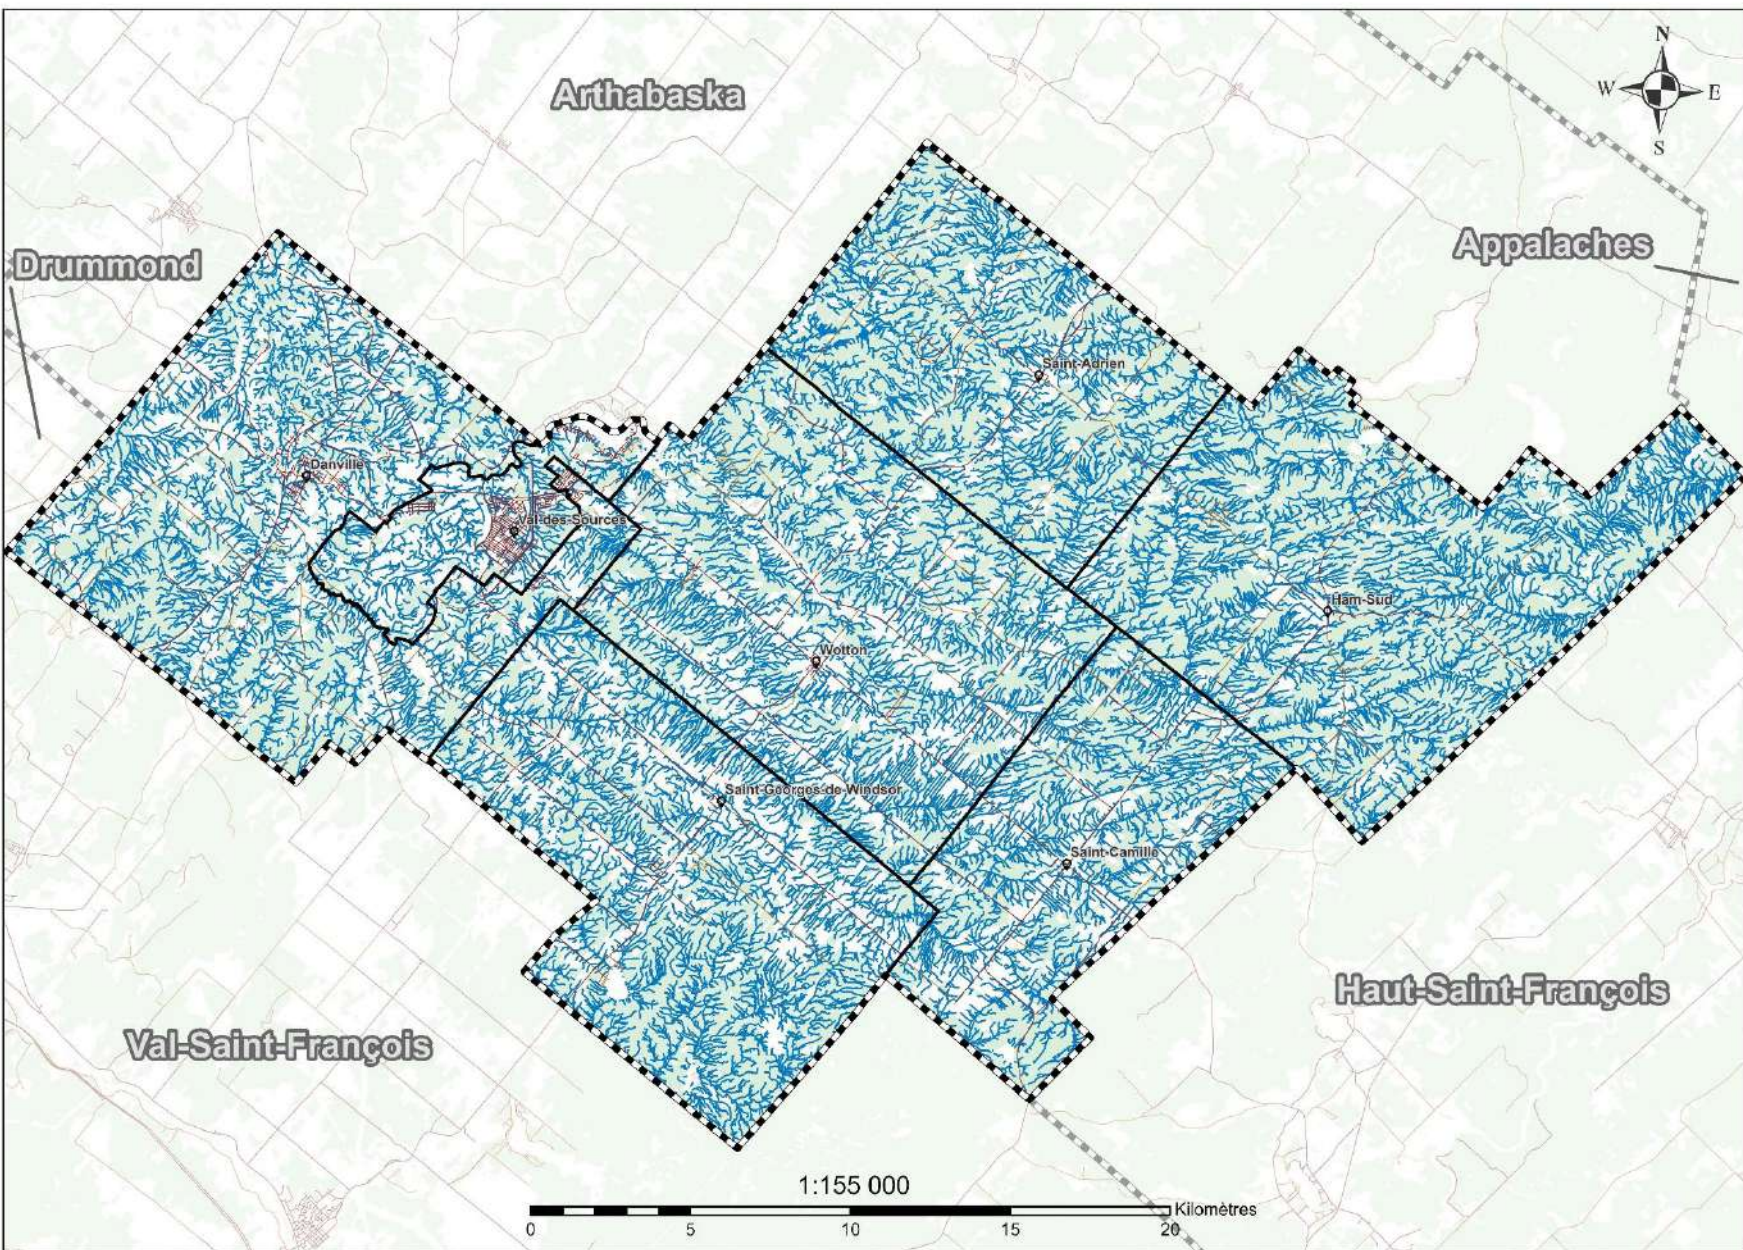 N
Arthabaska
W E
S
Appalaches
Drummond
Saint-Adrien
Danville
Val-des-Sources
Ham-Sud
Wotton
Saint-Georges-de-Windsor
Saint-Camille
Haut-Saint-François
Val-Saint-François
1:155 000
Kilomètres
0 5 10 15 20